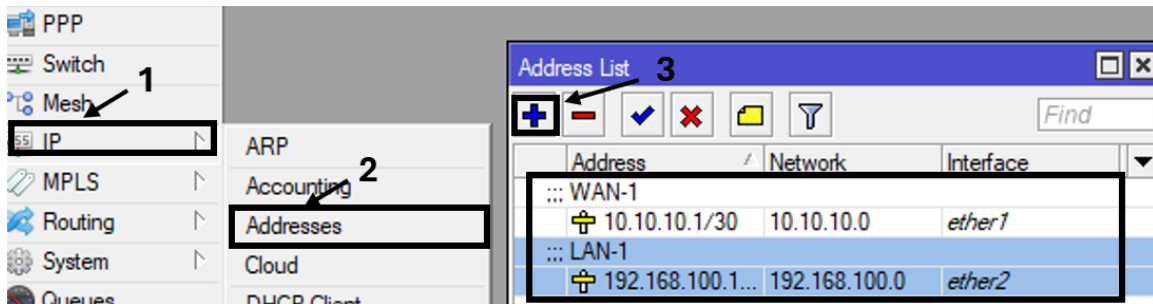 PPP
Switch
1
Mesh
IP
MPLS
Routing
System
Queues
ARP
Accounting
2
Addresses
Cloud
DHCP Client
Address List
3
Find
Address Network Interface
;;; WAN-1
10.10.10.1/30 10.10.10.0 ether1
;;; LAN-1
192.168.100.1... 192.168.100.0 ether2